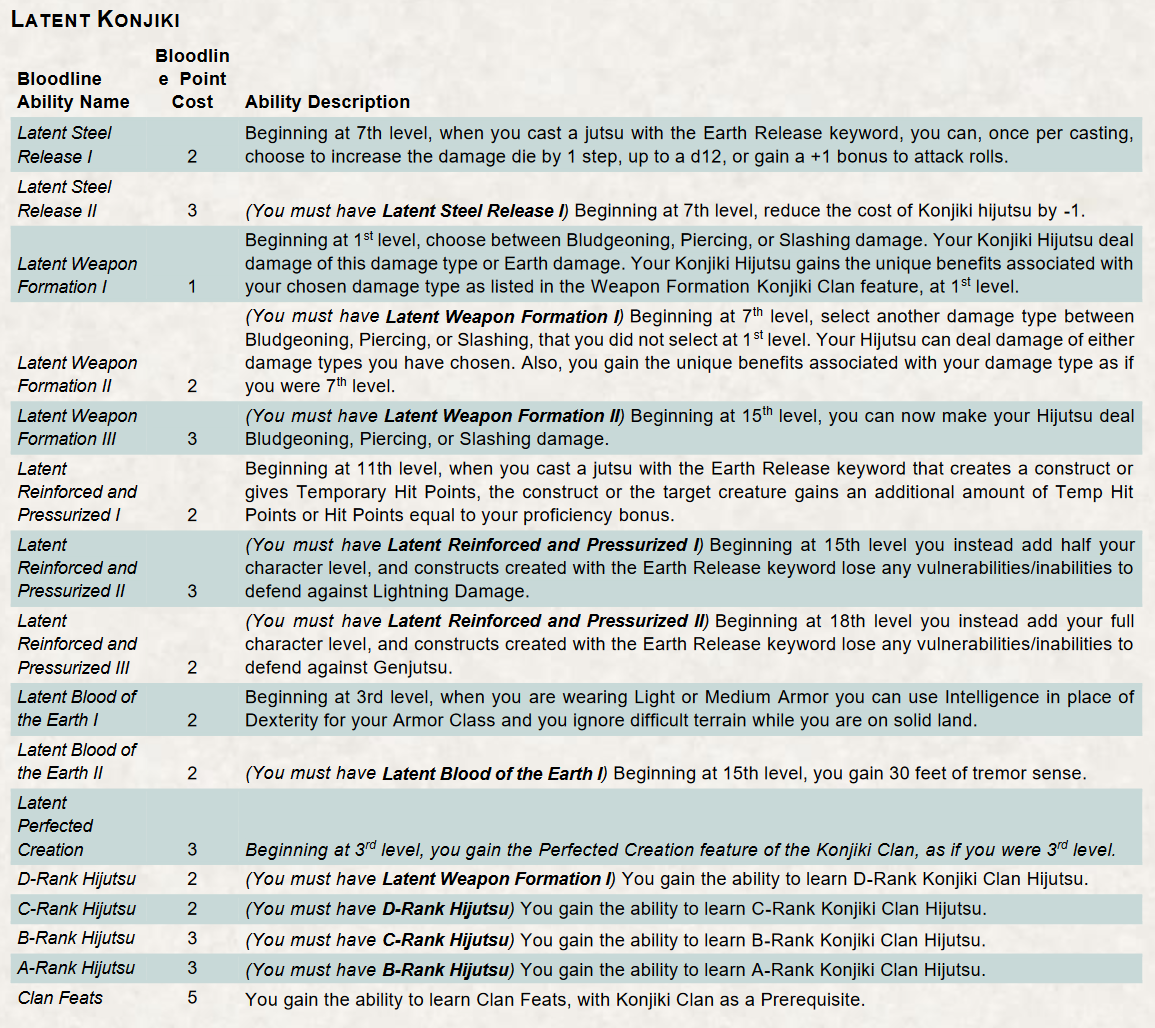 LATENT KONJIKI
Bloodlin
Bloodline e Point
Ability Name Cost Ability Description
Latent Steel Beginning at 7th level, when you cast a jutsu with the Earth Release keyword, you can, once per casting,
Release I 2 choose to increase the damage die by 1 step, up to a d12, or gain a +1 bonus to attack rolls.
Latent Steel
Release II 3 (You must have Latent Steel Release I) Beginning at 7th level, reduce the cost of Konjiki hijutsu by -1.
Beginning at 1st level, choose between Bludgeoning, Piercing, or Slashing damage. Your Konjiki Hijutsu deal
Latent Weapon damage of this damage type or Earth damage. Your Konjiki Hijutsu gains the unique benefits associated with
Formation I 1 your chosen damage type as listed in the Weapon Formation Konjiki Clan feature, at 1st level.
(You must have Latent Weapon Formation I) Beginning at 7th level, select another damage type between
Bludgeoning, Piercing, or Slashing, that you did not select at 1st level. Your Hijutsu can deal damage of either
Latent Weapon damage types you have chosen. Also, you gain the unique benefits associated with your damage type as if
Formation II 2 you were 7th level.
Latent Weapon (You must have Latent Weapon Formation II) Beginning at 15th level, you can now make your Hijutsu deal
Formation III 3 Bludgeoning, Piercing, or Slashing damage.
Latent Beginning at 11th level, when you cast a jutsu with the Earth Release keyword that creates a construct or
Reinforced and gives Temporary Hit Points, the construct or the target creature gains an additional amount of Temp Hit
Pressurized I 2 Points or Hit Points equal to your proficiency bonus.
Latent (You must have Latent Reinforced and Pressurized I) Beginning at 15th level you instead add half your
Reinforced and character level, and constructs created with the Earth Release keyword lose any vulnerabilities/inabilities to
Pressurized II 3 defend against Lightning Damage.
Latent (You must have Latent Reinforced and Pressurized II) Beginning at 18th level you instead add your full
Reinforced and character level, and constructs created with the Earth Release keyword lose any vulnerabilities/inabilities to
Pressurized III 2 defend against Genjutsu.
Latent Blood of Beginning at 3rd level, when you are wearing Light or Medium Armor you can use Intelligence in place of
the Earth I 2 Dexterity for your Armor Class and you ignore difficult terrain while you are on solid land.
Latent Blood of
the Earth II 2 (You must have Latent Blood of the Earth I) Beginning at 15th level, you gain 30 feet of tremor sense.
Latent
Perfected
Creation 3 Beginning at 3rd level, you gain the Perfected Creation feature of the Konjiki Clan, as if you were 3rd level.
D-Rank Hijutsu 2 (You must have Latent Weapon Formation I) You gain the ability to learn D-Rank Konjiki Clan Hijutsu.
C-Rank Hijutsu 2 (You must have D-Rank Hijutsu) You gain the ability to learn C-Rank Konjiki Clan Hijutsu.
B-Rank Hijutsu 3 (You must have C-Rank Hijutsu) You gain the ability to learn B-Rank Konjiki Clan Hijutsu.
A-Rank Hijutsu 3 (You must have B-Rank Hijutsu) You gain the ability to learn A-Rank Konjiki Clan Hijutsu.
Clan Feats 5 You gain the ability to learn Clan Feats, with Konjiki Clan as a Prerequisite.